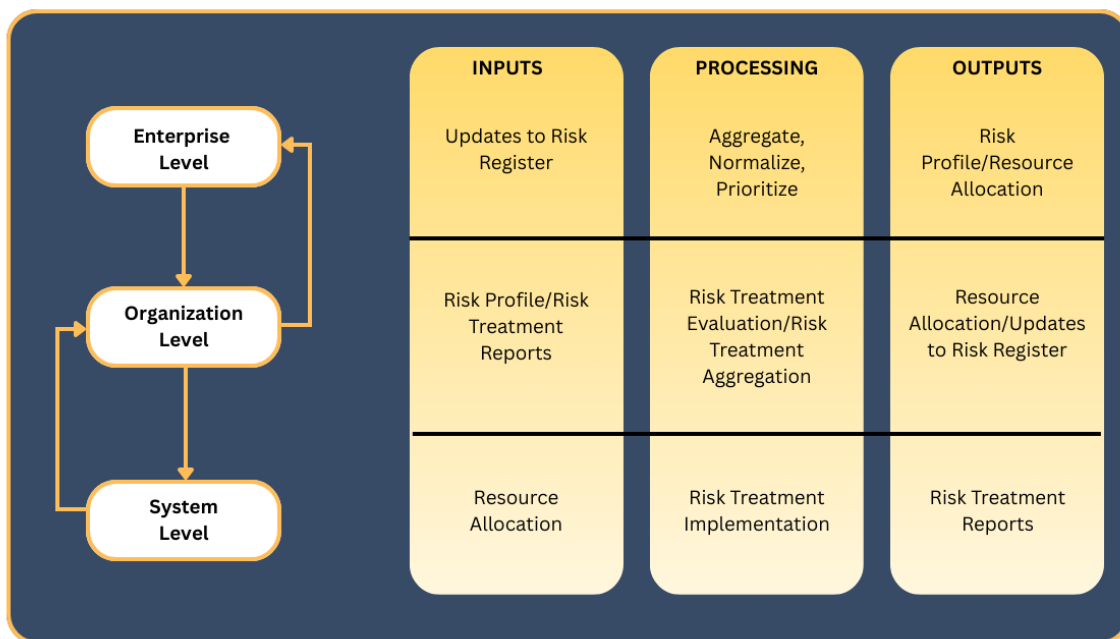 INPUTS
PROCESSING
OUTPUTS
Enterprise
Level
Updates to Risk
Register
Aggregate,
Normalize,
Prioritize
Risk
Profile/Resource
Allocation
Organization
Level
Risk Profile/Risk
Treatment
Reports
Risk Treatment
Evaluation/Risk
Treatment
Aggregation
Resource
Allocation/Updates
to Risk Register
System
Level
Resource
Allocation
Risk Treatment
Implementation
Risk Treatment
Reports